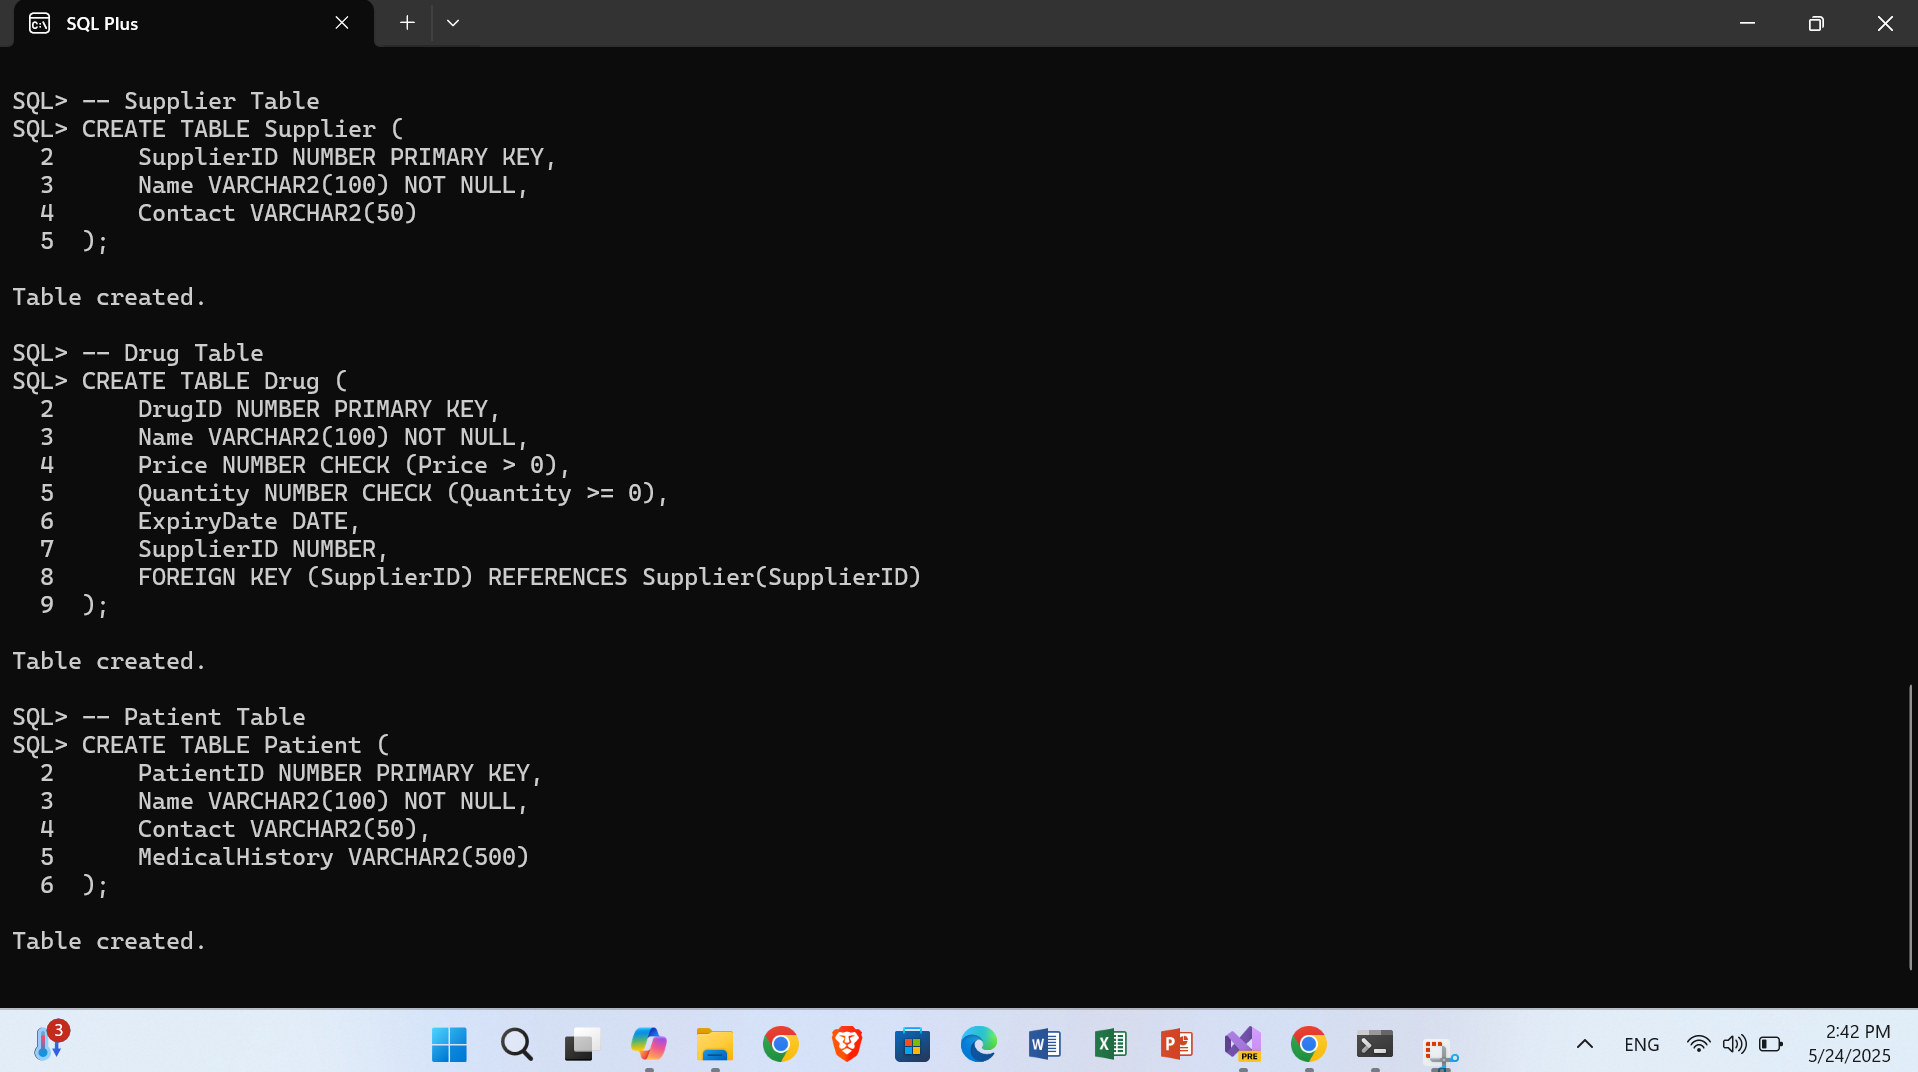 SQL Plus
SQL> -- Supplier Table
SQL> CREATE TABLE Supplier (
  2      SupplierID NUMBER PRIMARY KEY,
  3      Name VARCHAR2(100) NOT NULL,
  4      Contact VARCHAR2(50)
  5  );
Table created.
SQL> -- Drug Table
SQL> CREATE TABLE Drug (
  2      DrugID NUMBER PRIMARY KEY,
  3      Name VARCHAR2(100) NOT NULL,
  4      Price NUMBER CHECK (Price > 0),
  5      Quantity NUMBER CHECK (Quantity >= 0),
  6      ExpiryDate DATE,
  7      SupplierID NUMBER,
  8      FOREIGN KEY (SupplierID) REFERENCES Supplier(SupplierID)
  9  );
Table created.
SQL> -- Patient Table
SQL> CREATE TABLE Patient (
  2      PatientID NUMBER PRIMARY KEY,
  3      Name VARCHAR2(100) NOT NULL,
  4      Contact VARCHAR2(50),
  5      MedicalHistory VARCHAR2(500)
  6  );
Table created.
3
PRE
ENG
2:42 PM
5/24/2025